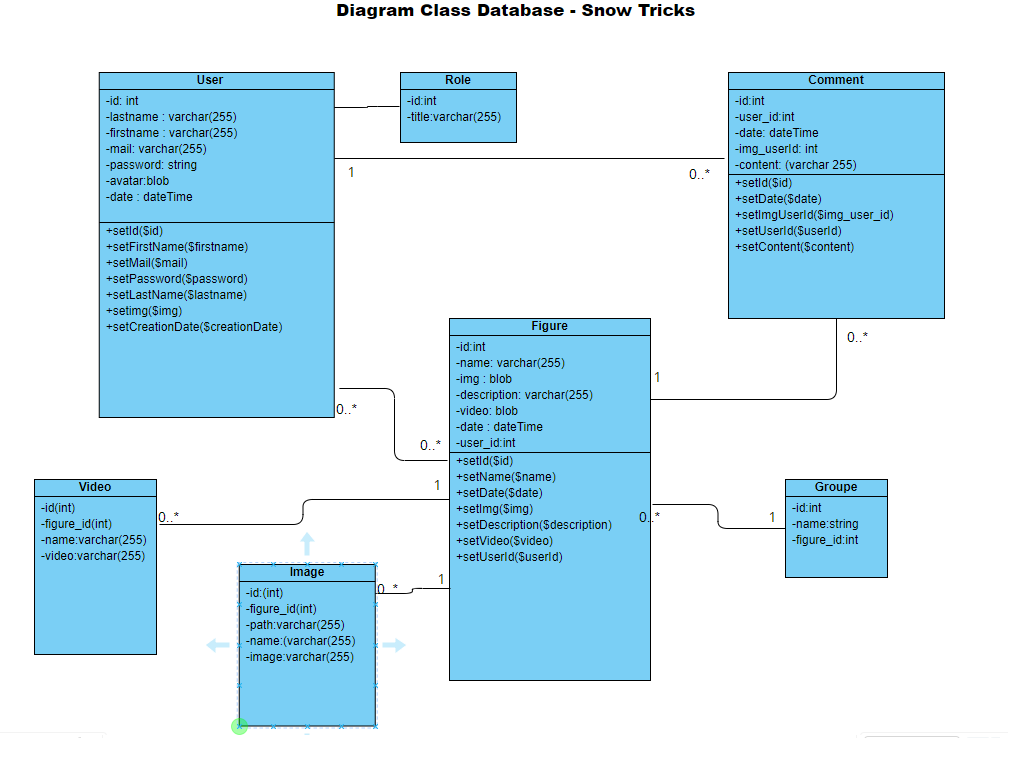 Diagram Class Database - Snow Tricks
User
-id: int
-lastname : varchar(255)
-firstname : varchar(255)
-mail: varchar(255)
-password: string
-avatar:blob
-date : dateTime
+setId($id)
+setFirstName($firstname)
+setMail($mail)
+setPassword($password)
+setLastName($lastname)
+setimg($img)
+setCreationDate($creationDate)
Role
-id:int
-title:varchar(255)
Comment
-id:int
-user_id:int
-date: dateTime
-img_userId: int
-content: (varchar 255)
+setId($id)
+setDate($date)
+setImgUserId($img_user_id)
+setUserId($userId)
+setContent($content)
1
0..*
0..*
1
0..*
0..*
Figure
-id:int
-name: varchar(255)
-img : blob
-description: varchar(255)
-video: blob
-date : dateTime
-user_id:int
+setId($id)
+setName($name)
+setDate($date)
+setImg($img)
+setDescription($description)
+setVideo($video)
+setUserId($userId)
Video
-id(int)
-figure_id(int)
-name:varchar(255)
-video:varchar(255)
0..*
1
Image
-id:(int)
-figure_id(int)
-path:varchar(255)
-name:(varchar(255)
-image:varchar(255)
0..*
1
0..*
1
Groupe
-id:int
-name:string
-figure_id:int